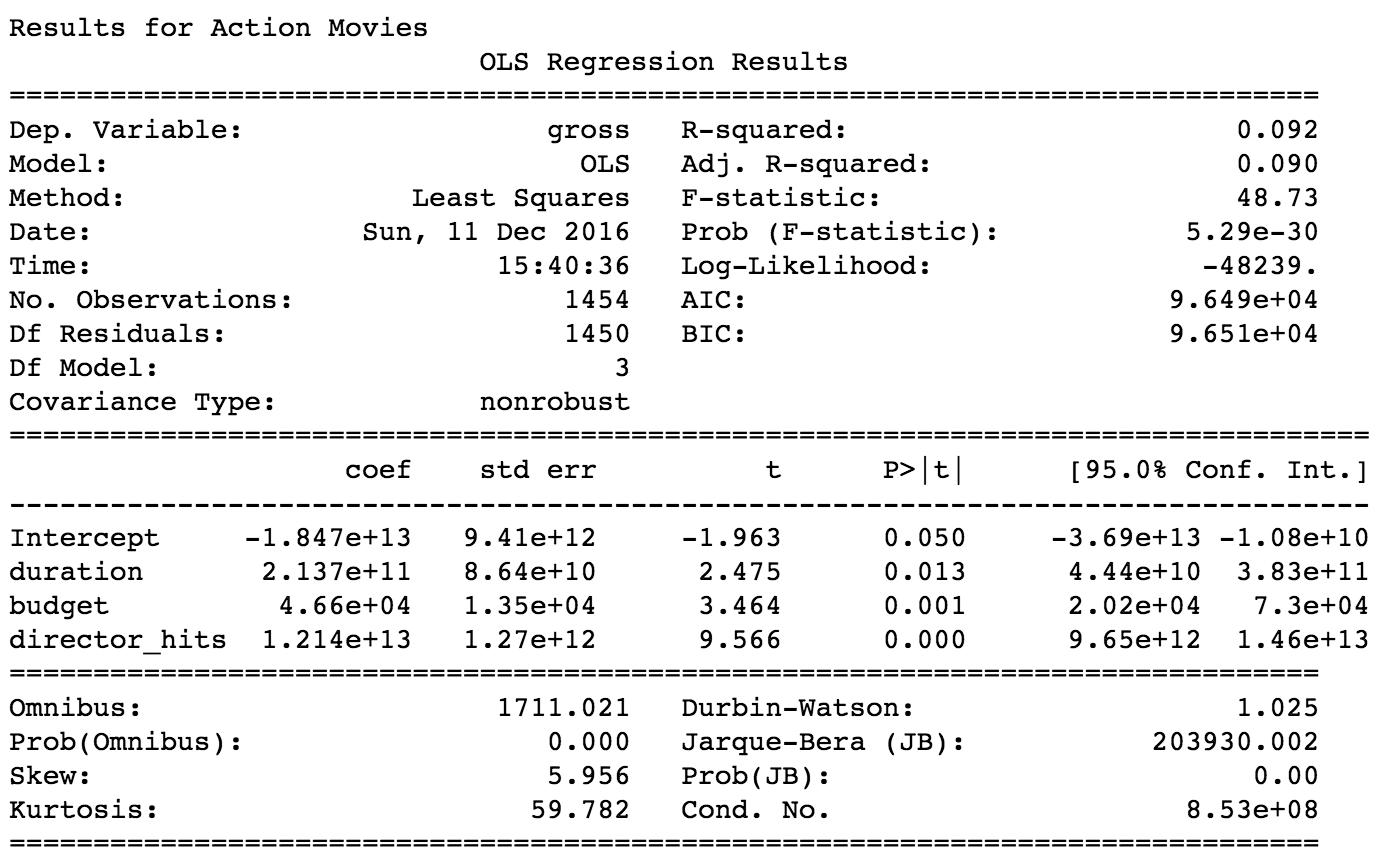 Results for Action Movies
OLS Regression Results
==============================================================================
Dep. Variable: gross R-squared: 0.092
Model: OLS Adj. R-squared: 0.090
Method: Least Squares F-statistic: 48.73
Date: Sun, 11 Dec 2016 Prob (F-statistic): 5.29e-30
Time: 15:40:36 Log-Likelihood: -48239.
No. Observations: 1454 AIC: 9.649e+04
Df Residuals: 1450 BIC: 9.651e+04
Df Model: 3
Covariance Type: nonrobust
=================================================================================
coef std err t P>|t| [95.0% Conf. Int.]
---------------------------------------------------------------------------------
Intercept -1.847e+13 9.41e+12 -1.963 0.050 -3.69e+13 -1.08e+10
duration 2.137e+11 8.64e+10 2.475 0.013 4.44e+10 3.83e+11
budget 4.66e+04 1.35e+04 3.464 0.001 2.02e+04 7.3e+04
director_hits 1.214e+13 1.27e+12 9.566 0.000 9.65e+12 1.46e+13
==============================================================================
Omnibus: 1711.021 Durbin-Watson: 1.025
Prob(Omnibus): 0.000 Jarque-Bera (JB): 203930.002
Skew: 5.956 Prob(JB): 0.00
Kurtosis: 59.782 Cond. No. 8.53e+08
==============================================================================